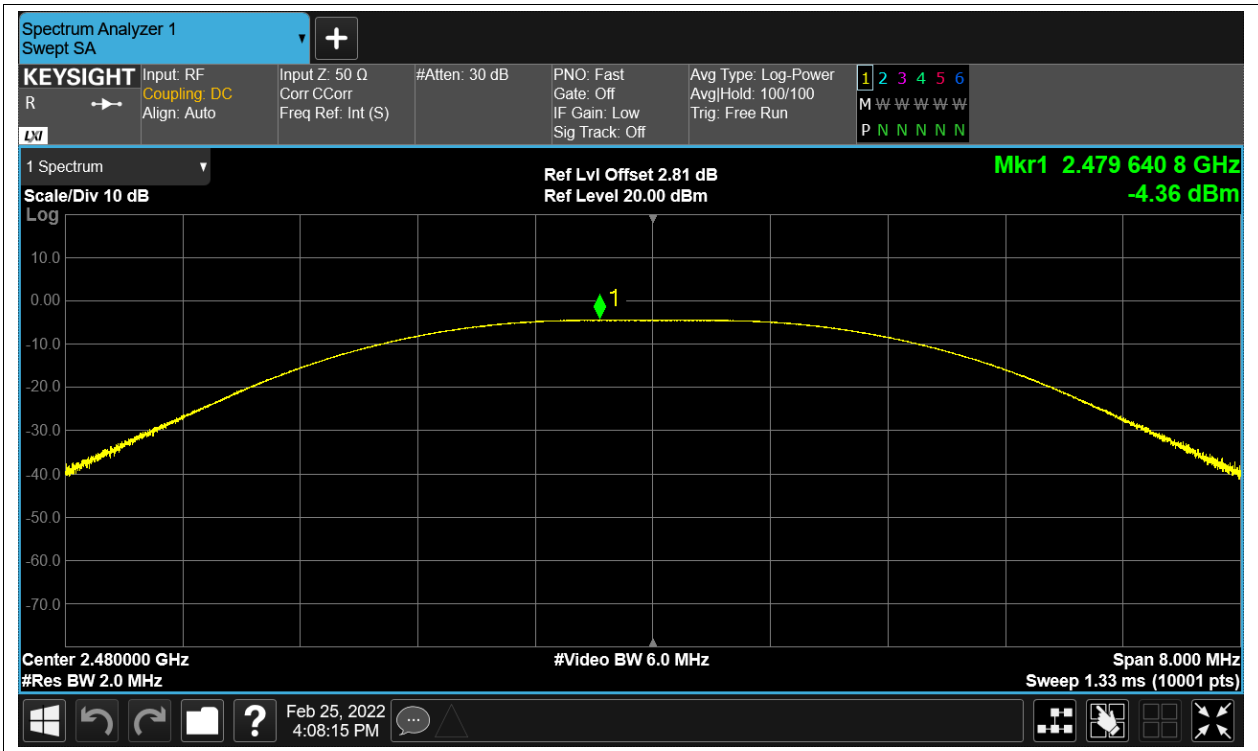 Spectrum Analyzer 1
Swept SA
KEYSIGHT
R
LXI
Input: RF
Coupling: DC
Align: Auto
Input Z: 50 Ω
Corr CCorr
Freq Ref: Int (S)
#Atten: 30 dB
PNO: Fast
Gate: Off
IF Gain: Low
Sig Track: Off
Avg Type: Log-Power
Avg|Hold: 100/100
Trig: Free Run
1 2 3 4 5 6
M W W W W W
P N N N N N
1 Spectrum
Scale/Div 10 dB
Log
Ref Lvl Offset 2.81 dB
Ref Level 20.00 dBm
Mkr1 2.479 640 8 GHz
-4.36 dBm
10.0
0.00
-10.0
-20.0
-30.0
-40.0
-50.0
-60.0
-70.0
1
Center 2.480000 GHz
#Res BW 2.0 MHz
#Video BW 6.0 MHz
Span 8.000 MHz
Sweep 1.33 ms (10001 pts)
?
Feb 25, 2022
4:08:15 PM